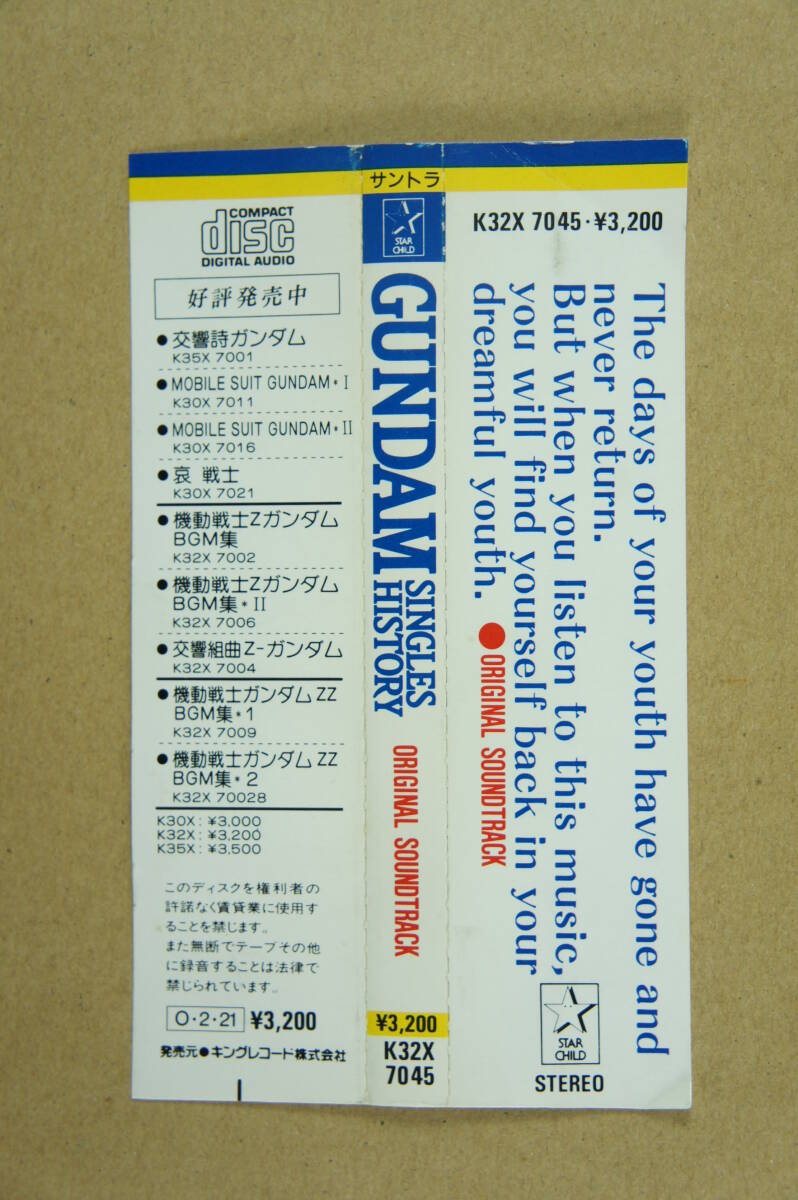 COMPACT
disc
DIGITAL AUDIO
好評発売中
●交響詩ガンダム
K35X 7001
●MOBILE SUIT GUNDAM・I
K30X 7011
●MOBILE SUIT GUNDAM・II
K30X 7016
●哀 戦士
K30X 7021
●機動戦士Zガンダム
BGM集
K32X 7002
●機動戦士Zガンダム
BGM集・II
K32X 7006
●交響組曲Z-ガンダム
K32X 7004
●機動戦士ガンダムZZ
BGM集・1
K32X 7009
●機動戦士ガンダムZZ
BGM集・2
K32X 70028
K30X:¥3,000
K32X:¥3,200
K35X:¥3,500
このディスクを権利者の
許諾なく賃貸業に使用す
ることを禁じます。
また無断でテープその他
に録音することは法律で
禁じられています。
O・2・21 ¥3,200
発売元●キングレコード株式会社
サントラ
STAR
CHILD
GUNDAM
SINGLES
HISTORY
ORIGINAL SOUNDTRACK
¥3,200
K32X
7045
K32X 7045・¥3,200
The days of your youth have gone and
never return.
But when you listen to this music,
you will find yourself back in your
dreamful youth.
●ORIGINAL SOUNDTRACK
STAR
CHILD
STEREO